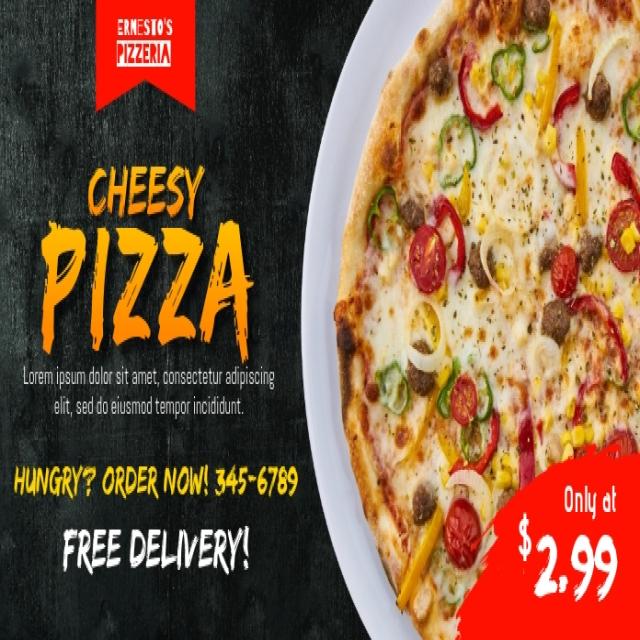 ERNESTO'S
PIZZERIA
CHEESY
PIZZA
Lorem ipsum dolor sit amet, consectetur adipiscing
elit, sed do eiusmod tempor incididunt.
HUNGRY? ORDER NOW! 345-6789
FREE DELIVERY!
Only at
$2.99